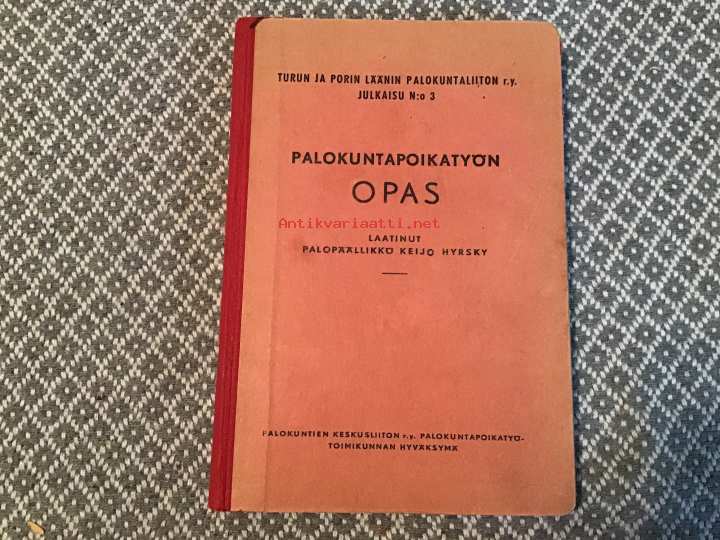 TURUN JA PORIN LÄÄNIN PALOKUNTALIITON r.y.
JULKAISU N:o 3
PALOKUNTAPOIKATYÖN
OPAS
Antikvariaatti.net
LAATINUT
PALOPÄÄLLIKKÖ KEIJO HYRSKY
PALOKUNTIEN KESKUSLIITON r.y. PALOKUNTAPOIKATYÖ-
TOIMIKUNNAN HYVÄKSYMÄ